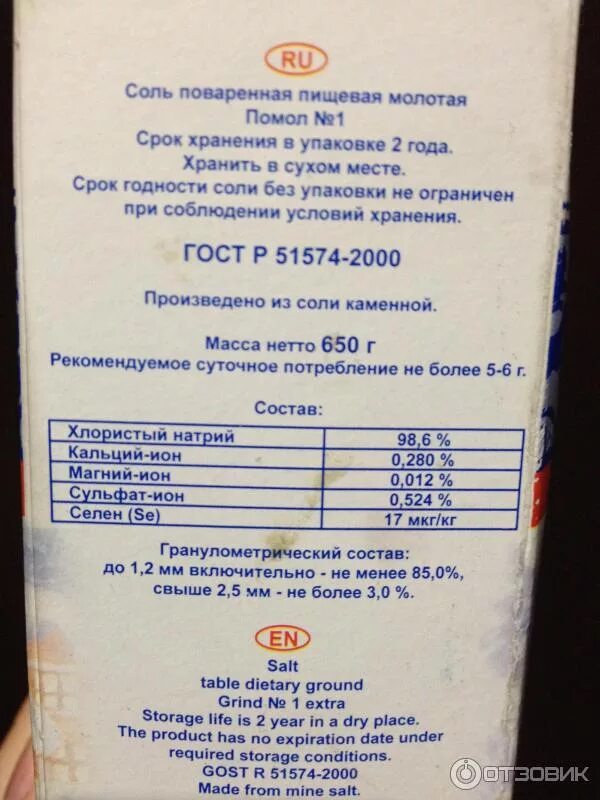 RU
Соль поваренная пищевая молотая
Помол №1
Срок хранения в упаковке 2 года.
Хранить в сухом месте.
Срок годности соли без упаковки не ограничен
при соблюдении условий хранения.
ГОСТ Р 51574-2000
Произведено из соли каменной.
Масса нетто 650 г
Рекомендуемое суточное потребление не более 5-6 г.
Состав:
Хлористый натрий 98,6 %
Кальций-ион 0,280 %
Магний-ион 0,012 %
Сульфат-ион 0,524 %
Селен (Se) 17 мкг/кг
Гранулометрический состав:
до 1,2 мм включительно - не менее 85,0%,
свыше 2,5 мм - не более 3,0 %.
EN
Salt
table dietary ground
Grind № 1 extra
Storage life is 2 year in a dry place.
The product has no expiration date under
required storage conditions.
GOST R 51574-2000
Made from mine salt.
ОТЗОВИК